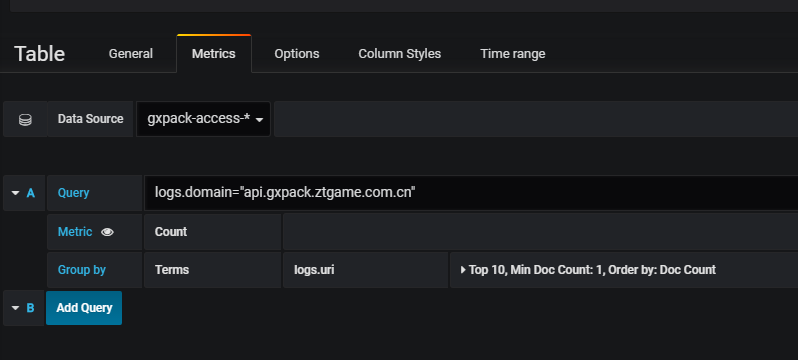 Table General Metrics Options Column Styles Time range
Data Source gxpack-access-*
A Query logs.domain="api.gxpack.ztgame.com.cn"
Metric Count
Group by Terms logs.uri Top 10, Min Doc Count: 1, Order by: Doc Count
B Add Query